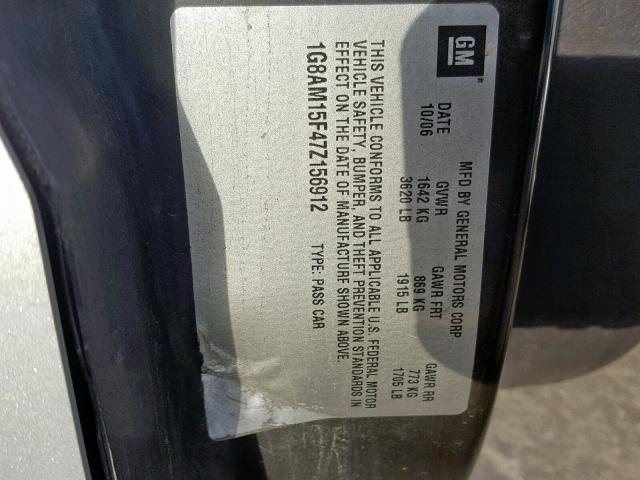 GM
MFD BY GENERAL MOTORS CORP
DATE GVWR GAWR FRT GAWR RR
10/06 1642 KG 869 KG 773 KG
3620 LB 1915 LB 1705 LB
THIS VEHICLE CONFORMS TO ALL APPLICABLE U.S. FEDERAL MOTOR
VEHICLE SAFETY, BUMPER, AND THEFT PREVENTION STANDARDS IN
EFFECT ON THE DATE OF MANUFACTURE SHOWN ABOVE.
1G8AM15F47Z156912 TYPE: PASS CAR